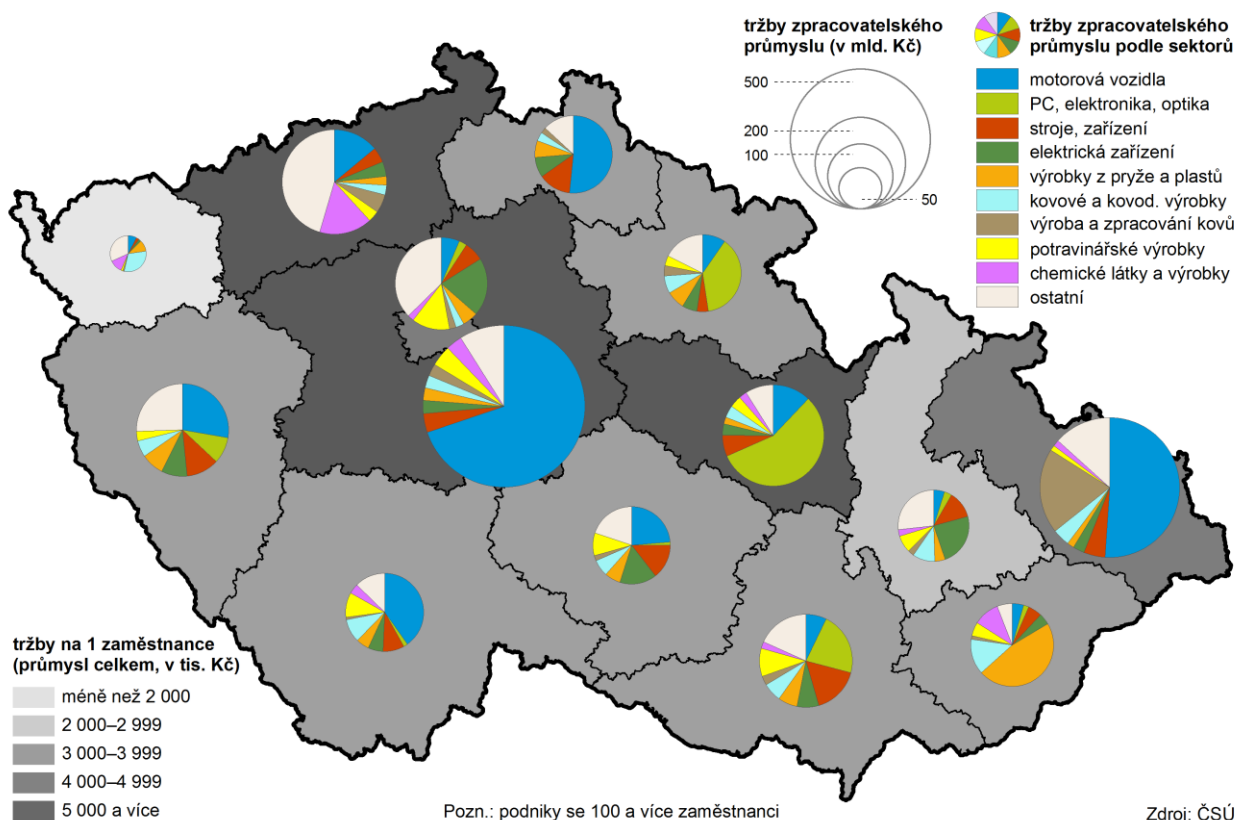 tržby zpracovatelského
průmyslu (v mld. Kč)
500
200
100
50
tržby zpracovatelského
průmyslu podle sektorů
motorová vozidla
PC, elektronika, optika
stroje, zařízení
elektrická zařízení
výrobky z pryže a plastů
kovové a kovod. výrobky
výroba a zpracování kovů
potravinářské výrobky
chemické látky a výrobky
ostatní
tržby na 1 zaměstnance
(průmysl celkem, v tis. Kč)
méně než 2 000
2 000–2 999
3 000–3 999
4 000–4 999
5 000 a více
Pozn.: podniky se 100 a více zaměstnanci
Zdroj: ČSÚ